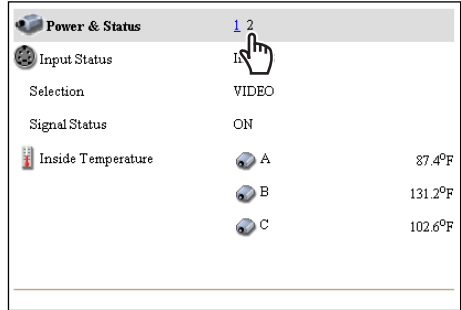 Power & Status 1 2
Input Status
Selection VIDEO
Signal Status ON
Inside Temperature A 87.4°F
B 131.2°F
C 102.6°F